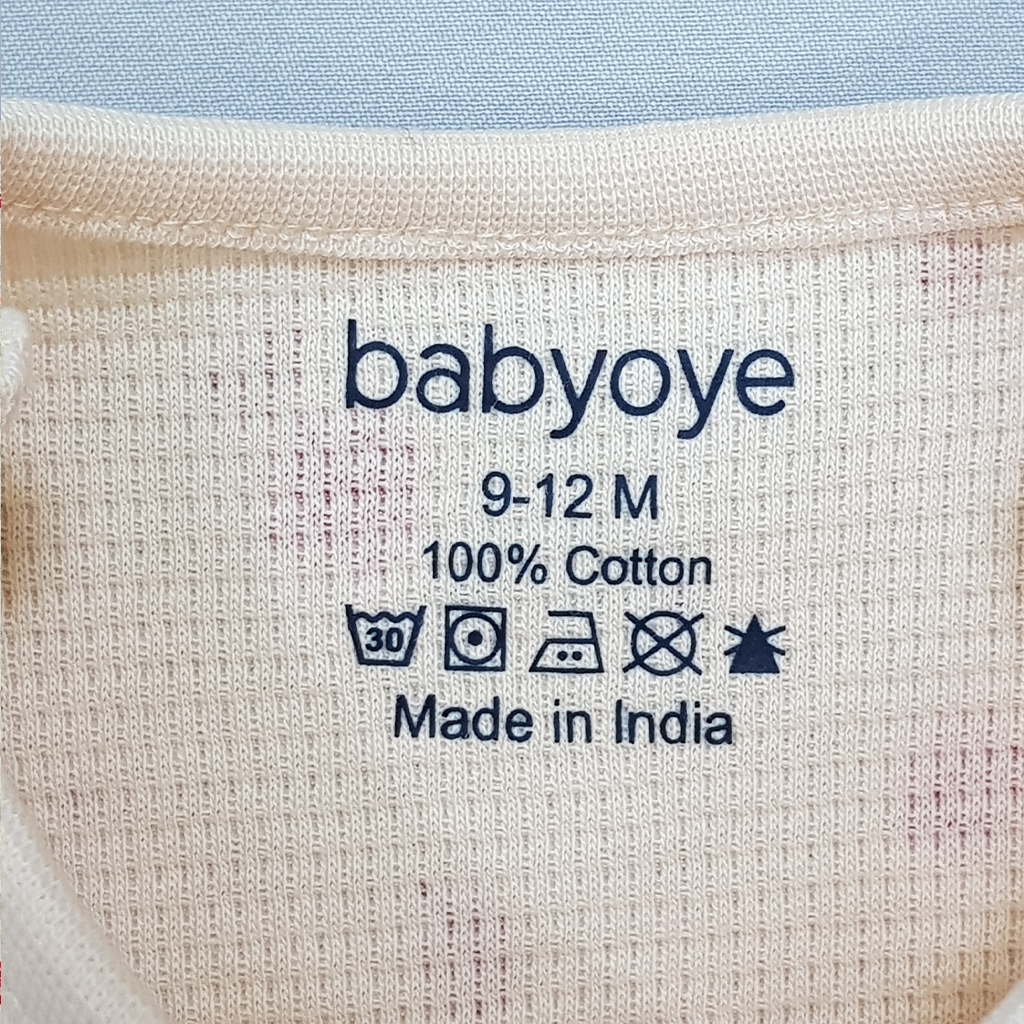 babyoye
9-12 M
100% Cotton
30
Made in India